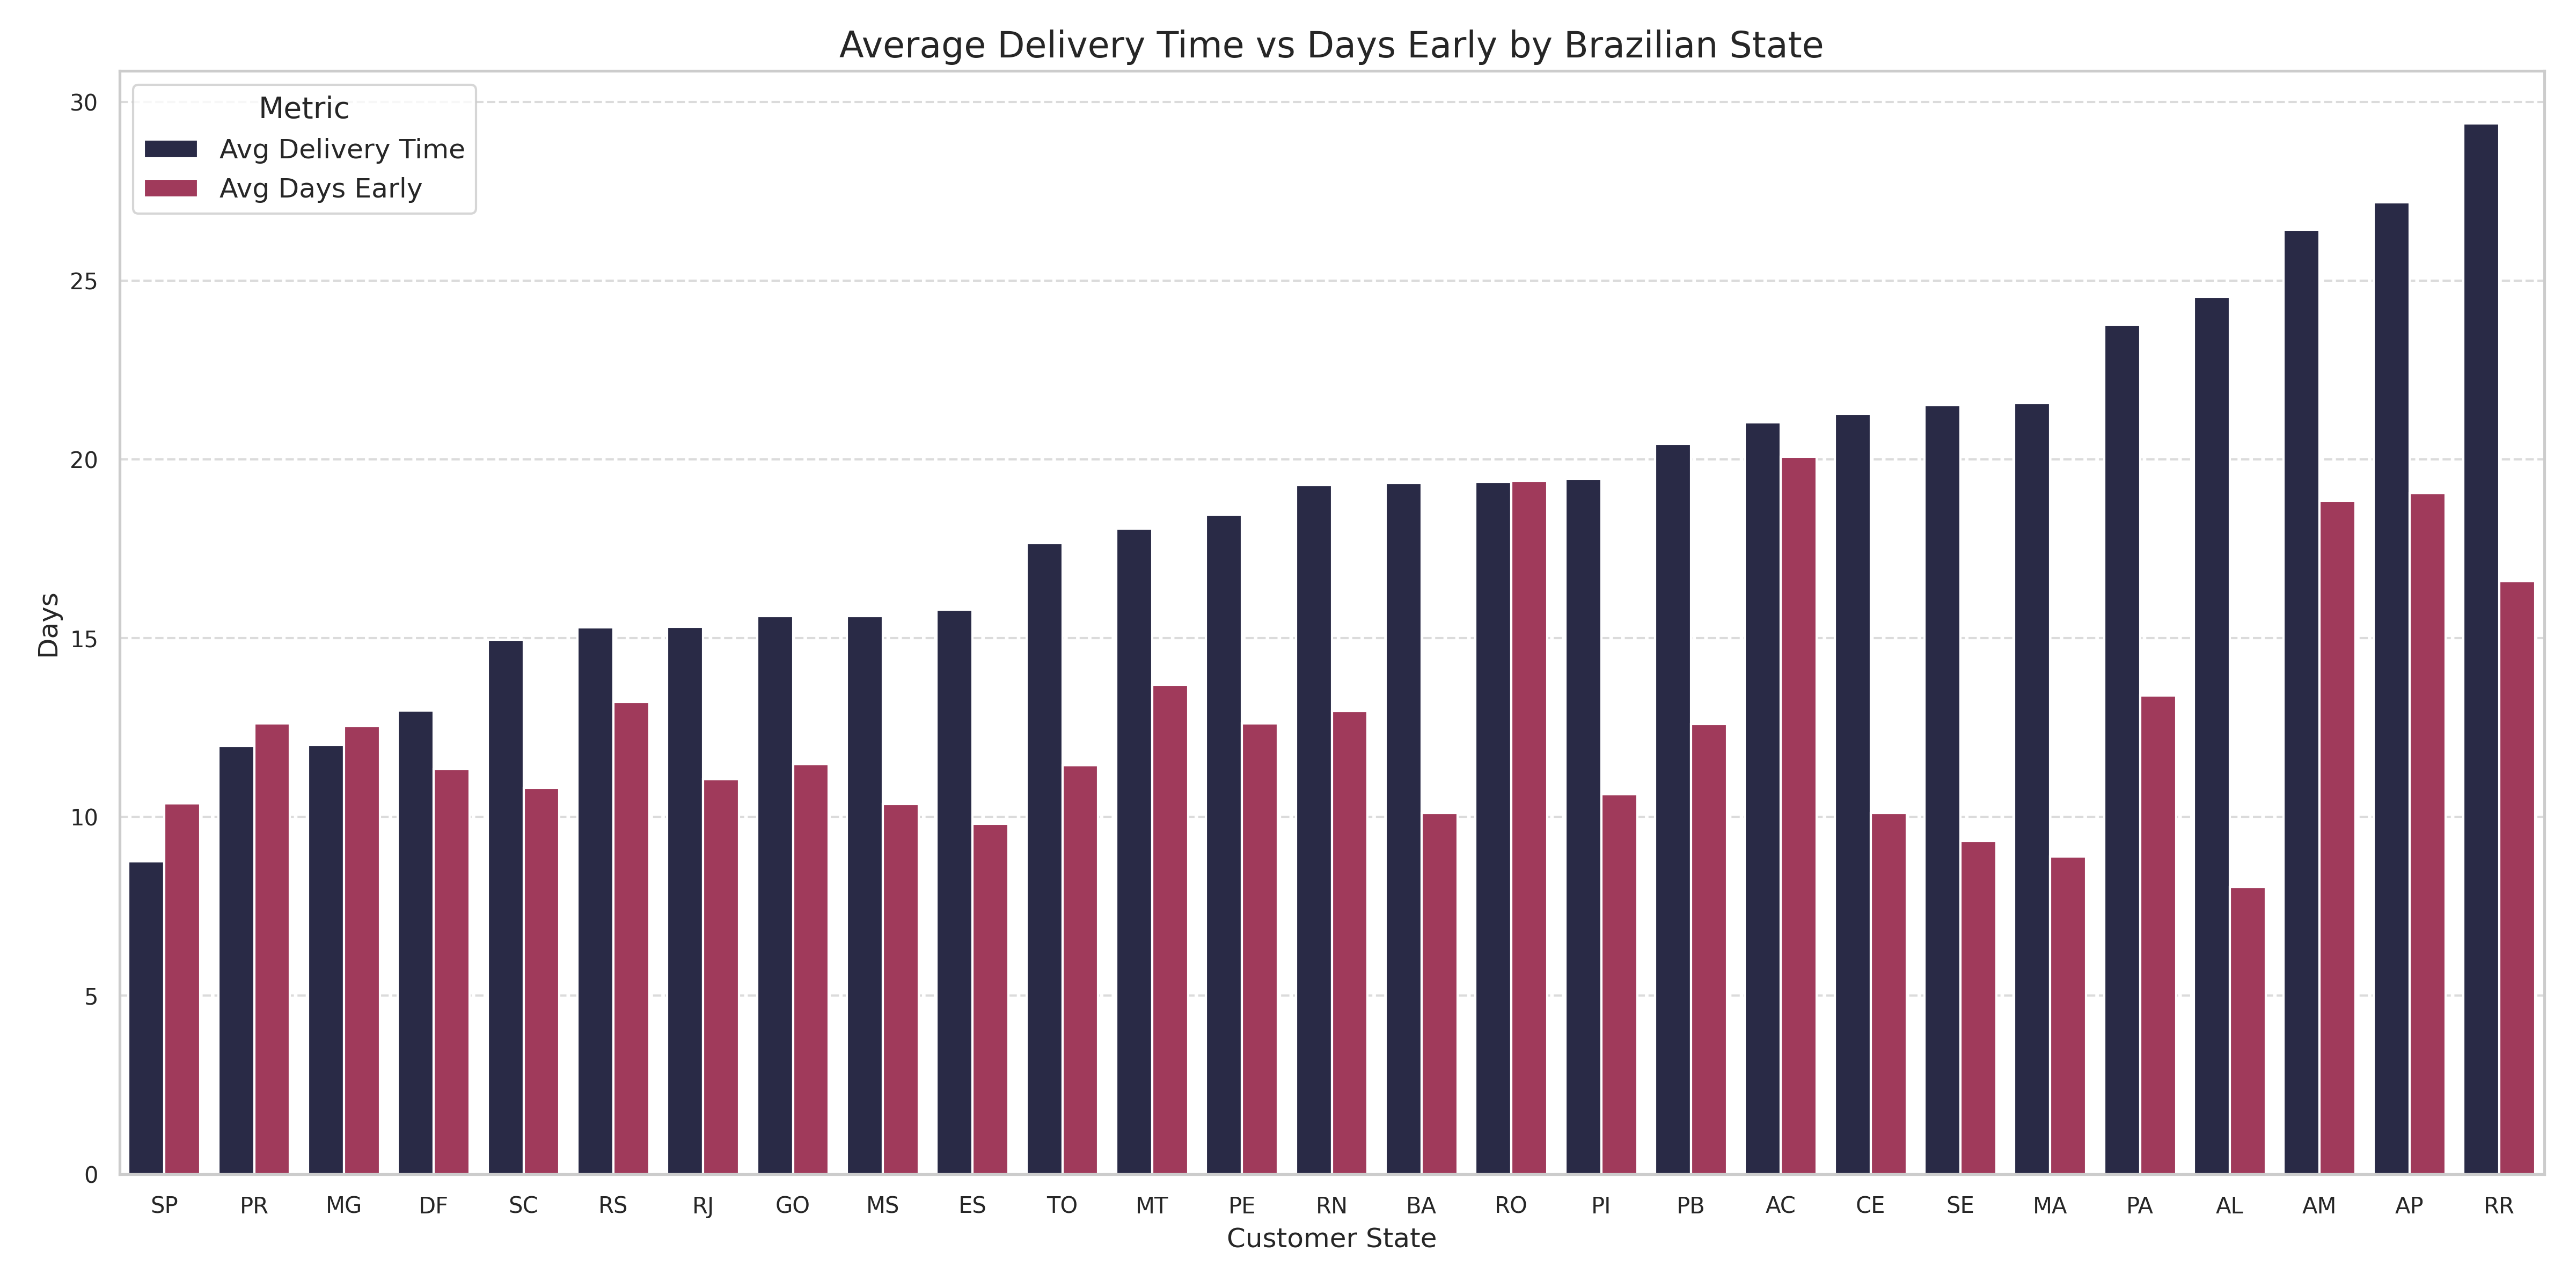 Average Delivery Time vs Days Early by Brazilian State
Metric
Avg Delivery Time
Avg Days Early
30
25
20
15
10
5
0
Days
SP PR MG DF SC RS RJ GO MS ES TO MT PE RN BA RO PI PB AC CE SE MA PA AL AM AP RR
Customer State